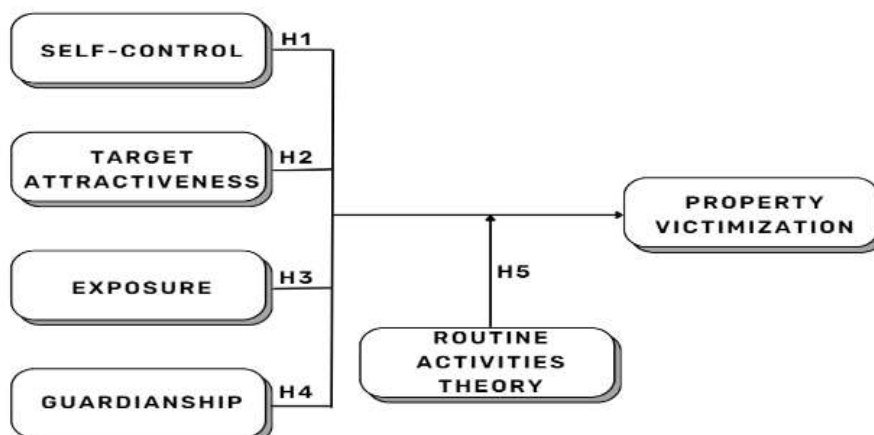 SELF-CONTROL
H1
TARGET
ATTRACTIVENESS
H2
EXPOSURE
H3
GUARDIANSHIP
H4
PROPERTY
VICTIMIZATION
H5
ROUTINE
ACTIVITIES
THEORY